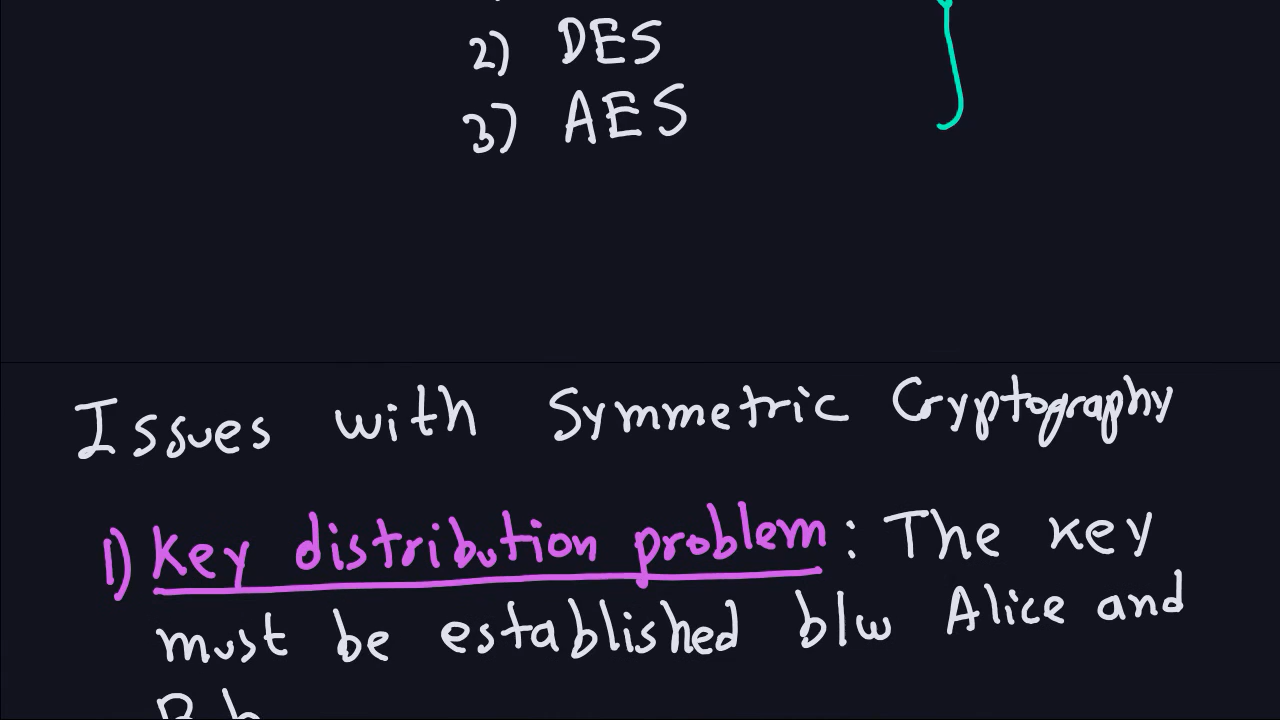 2) DES
3) AES
Issues with Symmetric Cryptography
1) Key distribution problem : The key
must be established b/w Alice and